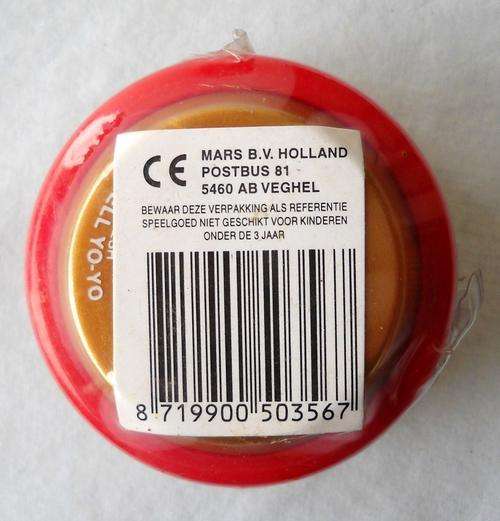 CE MARS B.V. HOLLAND
POSTBUS 81
5460 AB VEGHEL
BEWAAR DEZE VERPAKKING ALS REFERENTIE
SPEELGOED NIET GESCHIKT VOOR KINDEREN
ONDER DE 3 JAAR
YO-YO
8 719900 503567